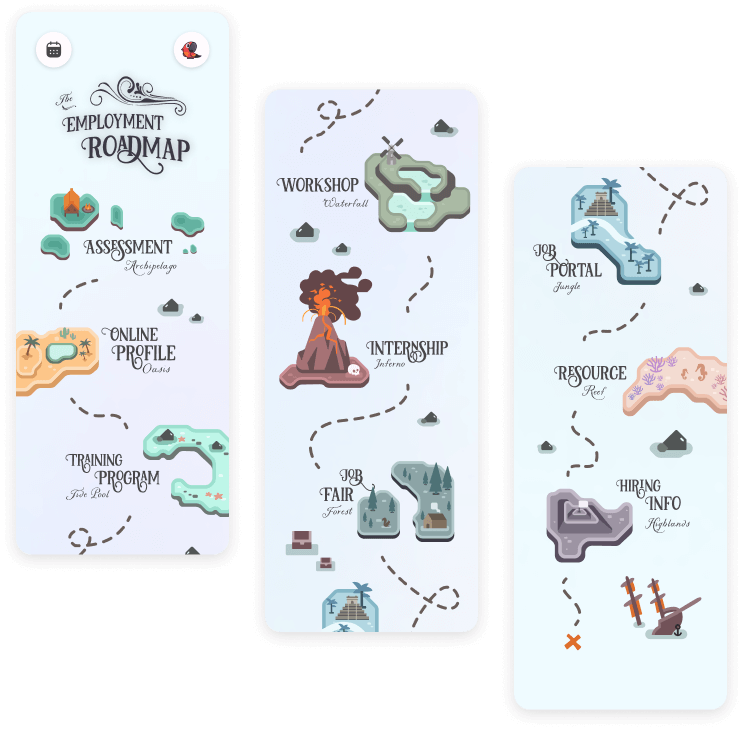 The
EMPLOYMENT
ROADMAP
ASSESSMENT
Archipelago
ONLINE
PROFILE
Oasis
TRAINING
PROGRAM
Tide Pool
WORKSHOP
Waterfall
INTERNSHIP
Inferno
JOB
FAIR
Forest
JOB
PORTAL
Jungle
RESOURCE
Reef
HIRING
INFO
Highlands